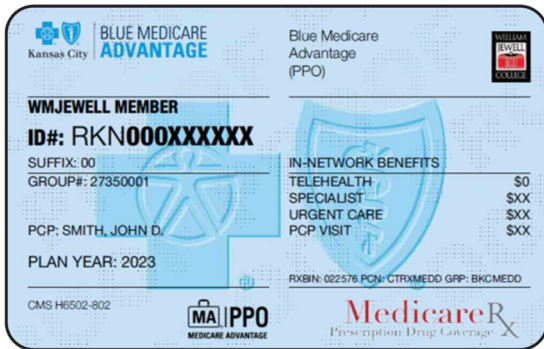 Kansas City
BLUE MEDICARE
ADVANTAGE
Blue Medicare
Advantage
(PPO)
WILLIAM
JEWELL
COLLEGE
WMJEWELL MEMBER
ID#: RKN000XXXXXX
SUFFIX: 00
GROUP#: 27350001
PCP: SMITH, JOHN D.
PLAN YEAR: 2023
CMS H6502-802
MA PPO
MEDICARE ADVANTAGE
IN-NETWORK BENEFITS
TELEHEALTH $0
SPECIALIST $XX
URGENT CARE $XX
PCP VISIT $XX
RXBIN: 022576 PCN: CTRXMEDD GRP: BKCMEDD
MedicareRx
Prescription Drug Coverage
®